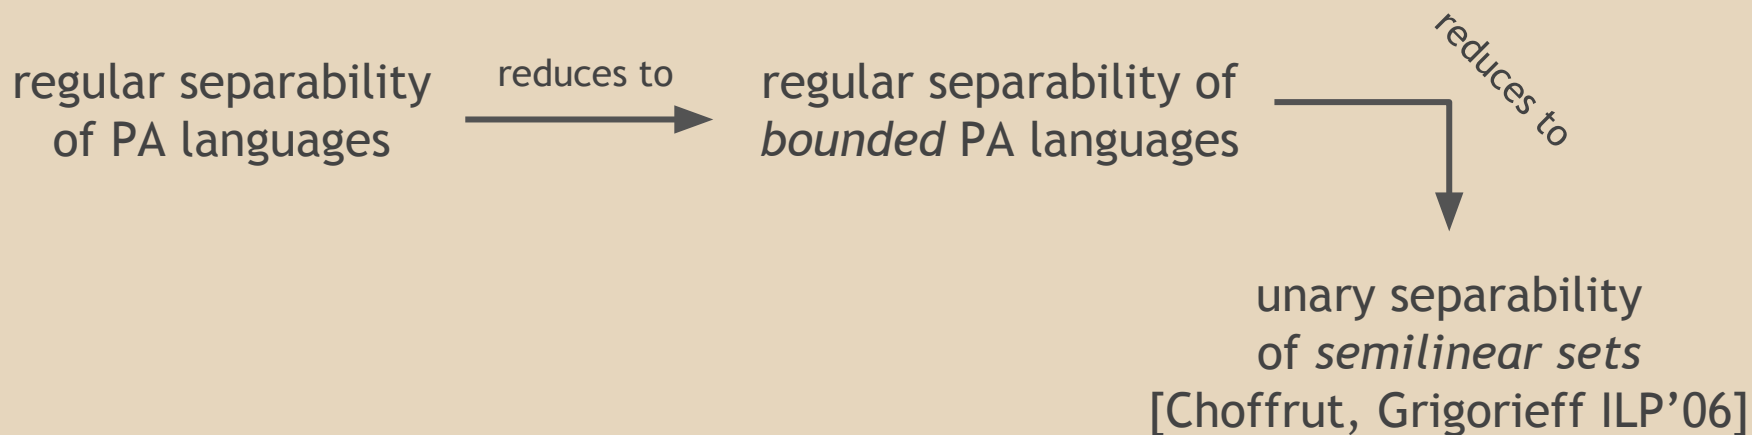 regular separability
of PA languages
reduces to
regular separability of
bounded PA languages
reduces to
unary separability
of semilinear sets
[Choffrut, Grigorieff ILP’06]